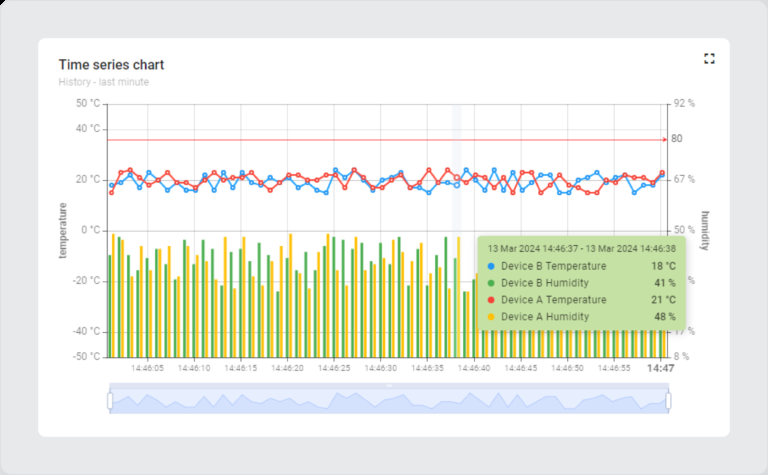 Time series chart
History - last minute
50 °C
92 %
40 °C
80
20 °C
67 %
0 °C
50 %
temperature
humidity
13 Mar 2024 14:46:37 - 13 Mar 2024 14:46:38
Device B Temperature 18 °C
Device B Humidity 41 %
Device A Temperature 21 °C
Device A Humidity 48 %
-20 °C
-40 °C
-50 °C
8 %
14:46:05 14:46:10 14:46:15 14:46:20 14:46:25 14:46:30 14:46:35 14:46:40 14:46:45 14:46:50 14:46:55 14:47